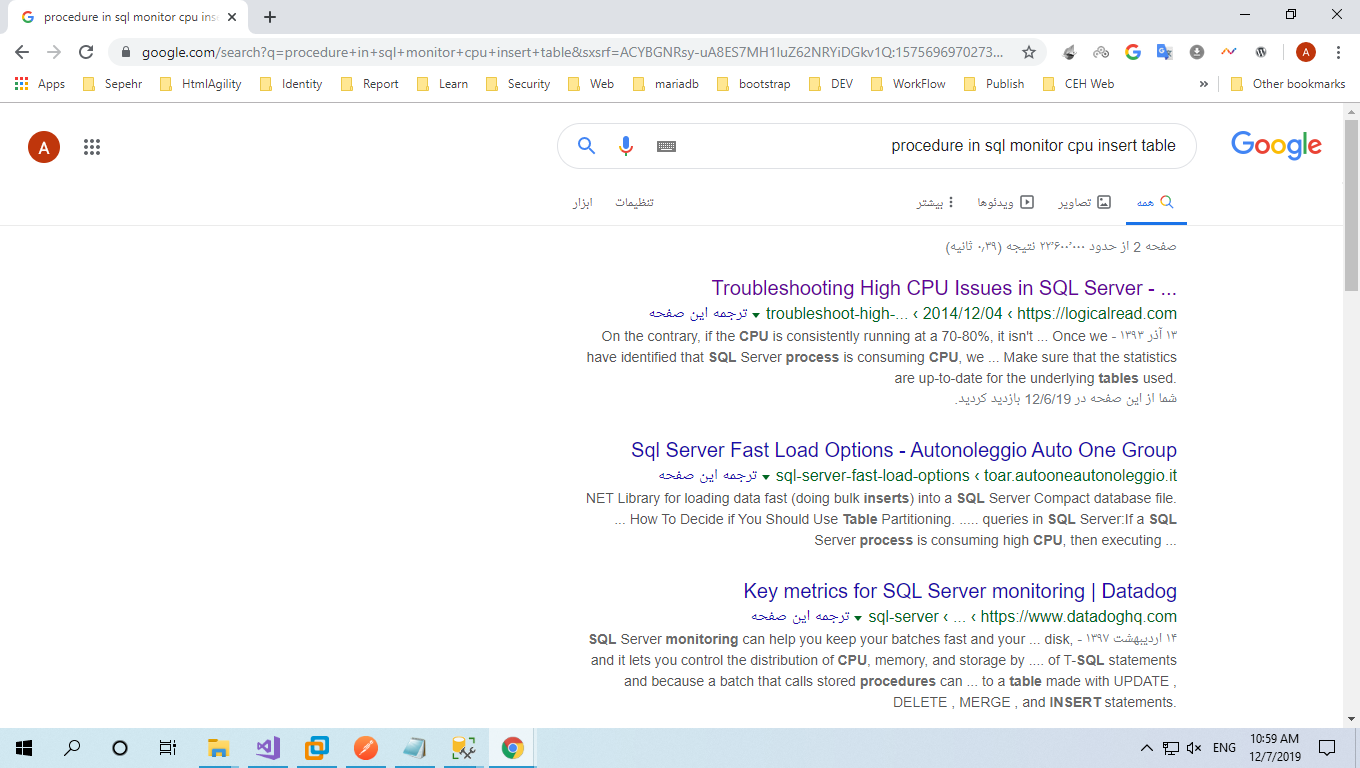 procedure in sql monitor cpu ins
google.com/search?q=procedure+in+sql+monitor+cpu+insert+table&sxsrf=ACYBGNRsy-uA8ES7MH1IuZ62NRYiDGkv1Q:1575696970273...
A
Apps Sepehr HtmlAgility Identity Report Learn Security Web mariadb bootstrap DEV WorkFlow Publish CEH Web » Other bookmarks
A
procedure in sql monitor cpu insert table
Google
همه تصاویر ویدئوها بیشتر تنظیمات ابزار
صفحه 2 از حدود ۲۳٬۶۰۰٬۰۰۰ نتیجه (۰٫۳۹ ثانیه)
Troubleshooting High CPU Issues in SQL Server - ...
https://logicalread.com › 2014/12/04 › troubleshoot-high-... ترجمه این صفحه
۱۳ آذر ۱۳۹۳ - On the contrary, if the CPU is consistently running at a 70-80%, it isn't ... Once we
have identified that SQL Server process is consuming CPU, we ... Make sure that the statistics
are up-to-date for the underlying tables used.
شما از این صفحه در 12/6/19 بازدید کردید.
Sql Server Fast Load Options - Autonoleggio Auto One Group
toar.autooneautonoleggio.it › sql-server-fast-load-options ترجمه این صفحه
NET Library for loading data fast (doing bulk inserts) into a SQL Server Compact database file.
... How To Decide if You Should Use Table Partitioning. ..... queries in SQL Server:If a SQL
Server process is consuming high CPU, then executing ...
Key metrics for SQL Server monitoring | Datadog
https://www.datadoghq.com › ... › sql-server ترجمه این صفحه
۱۴ اردیبهشت ۱۳۹۷ - SQL Server monitoring can help you keep your batches fast and your ... disk,
and it lets you control the distribution of CPU, memory, and storage by .... of T-SQL statements
and because a batch that calls stored procedures can ... to a table made with UPDATE ,
DELETE , MERGE , and INSERT statements.
ENG
10:59 AM
12/7/2019